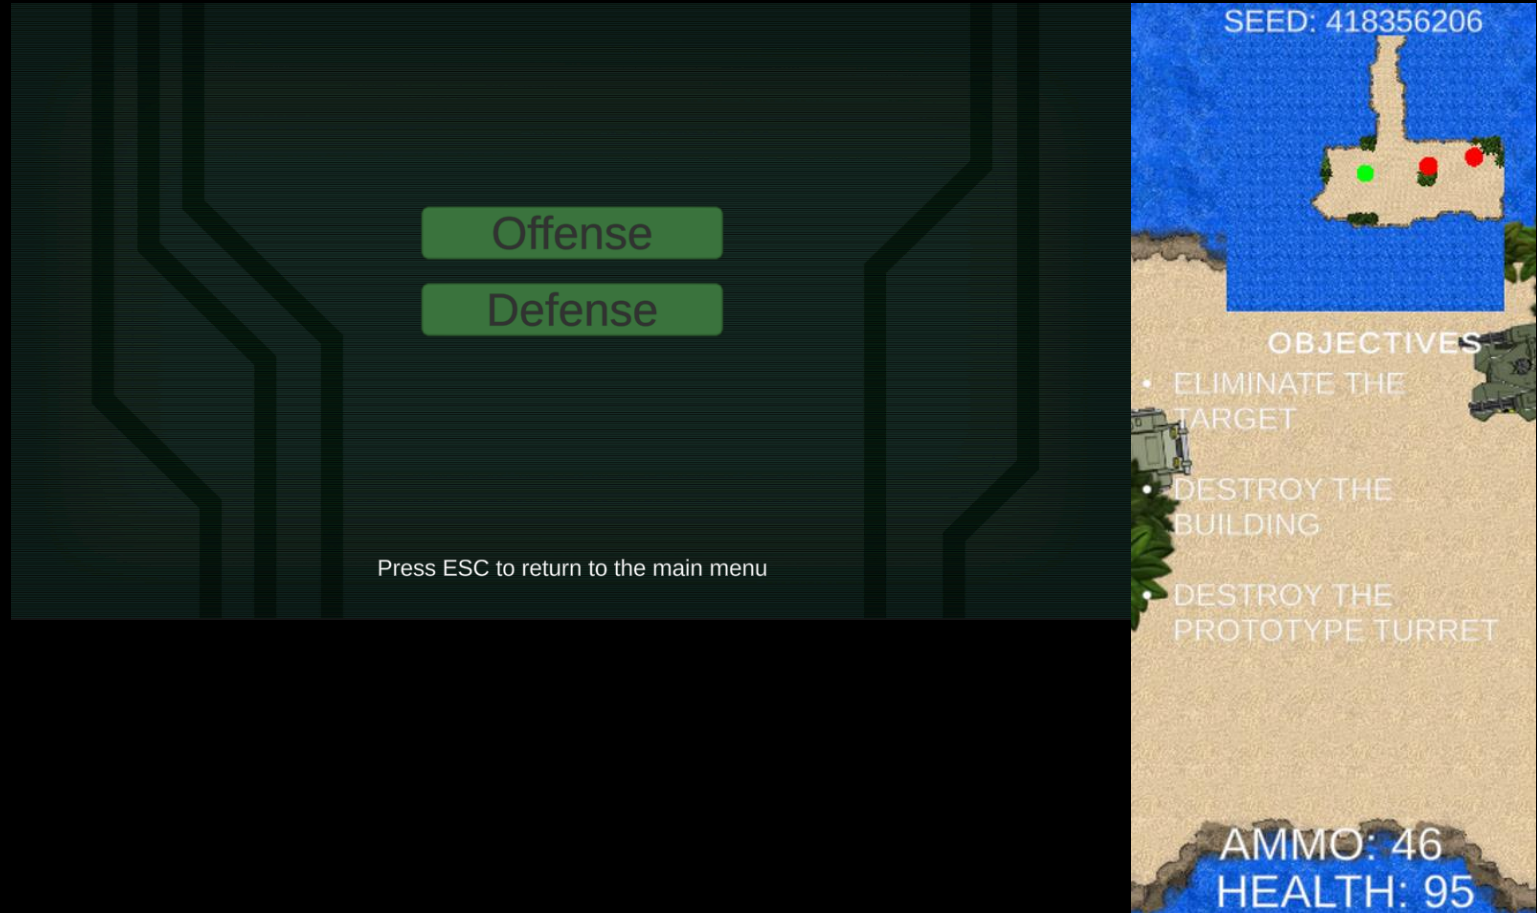 Offense
Defense
Press ESC to return to the main menu
SEED: 418356206
OBJECTIVES
• ELIMINATE THE
TARGET
• DESTROY THE
BUILDING
• DESTROY THE
PROTOTYPE TURRET
AMMO: 46
HEALTH: 95